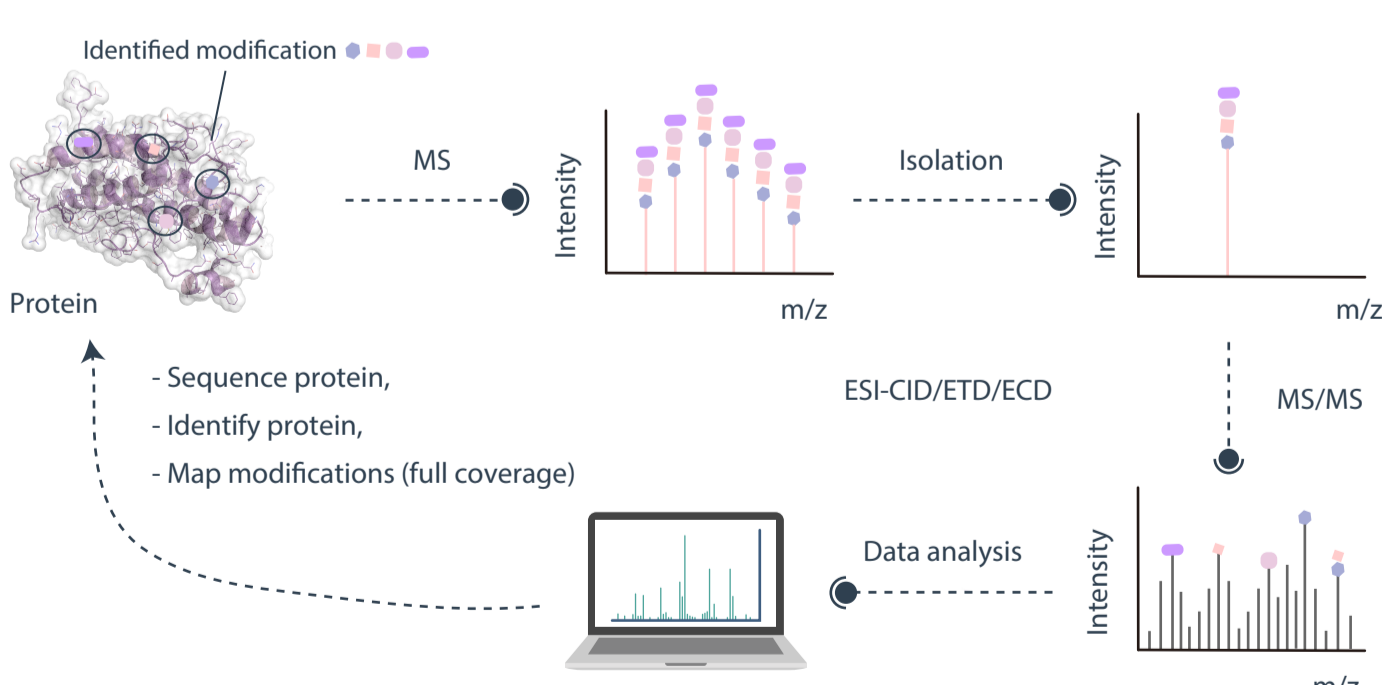 Identified modification
MS
Intensity
m/z
Isolation
Intensity
m/z
Protein
- Sequence protein,
- Identify protein,
- Map modifications (full coverage)
ESI-CID/ETD/ECD
MS/MS
Data analysis
Intensity
m/z